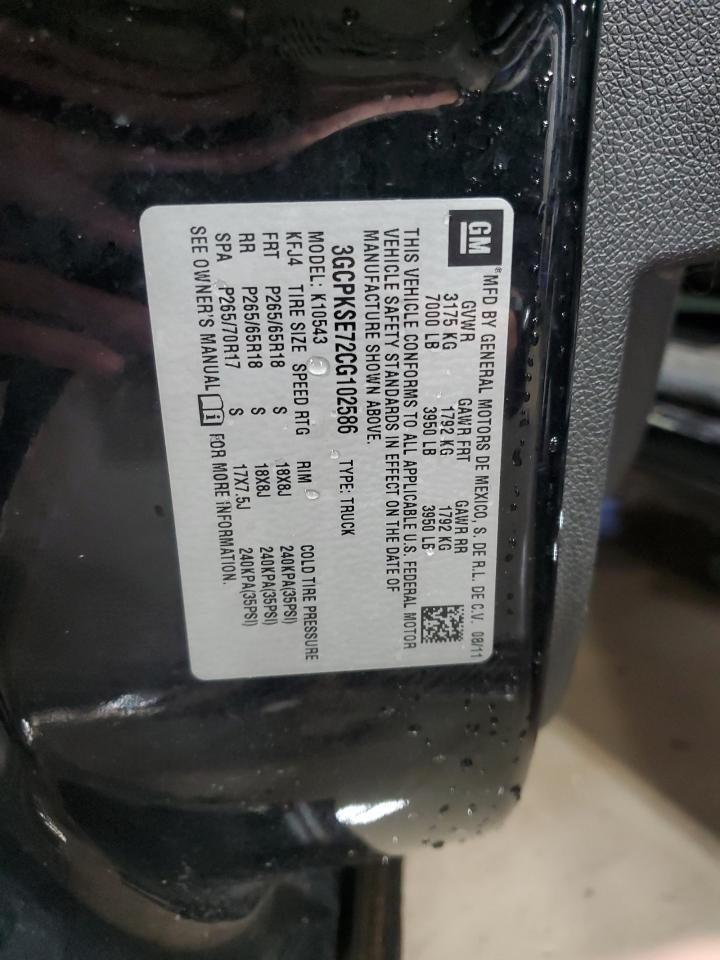 GM
® MFD BY GENERAL MOTORS DE MEXICO, S. DE R.L. DE C.V. 08/11
GVWR GAWR FRT GAWR RR
3175 KG 1792 KG 1792 KG
7000 LB 3950 LB 3950 LB
THIS VEHICLE CONFORMS TO ALL APPLICABLE U.S. FEDERAL MOTOR
VEHICLE SAFETY STANDARDS IN EFFECT ON THE DATE OF
MANUFACTURE SHOWN ABOVE.
3GCPKSE72CG102586 TYPE: TRUCK
MODEL: K10543
KFJ4 TIRE SIZE SPEED RTG RIM COLD TIRE PRESSURE
FRT P265/65R18 S 18X8J 240KPA(35PSI)
RR P265/65R18 S 18X8J 240KPA(35PSI)
SPA P265/70R17 S 17X7.5J 240KPA(35PSI)
SEE OWNER'S MANUAL i FOR MORE INFORMATION.